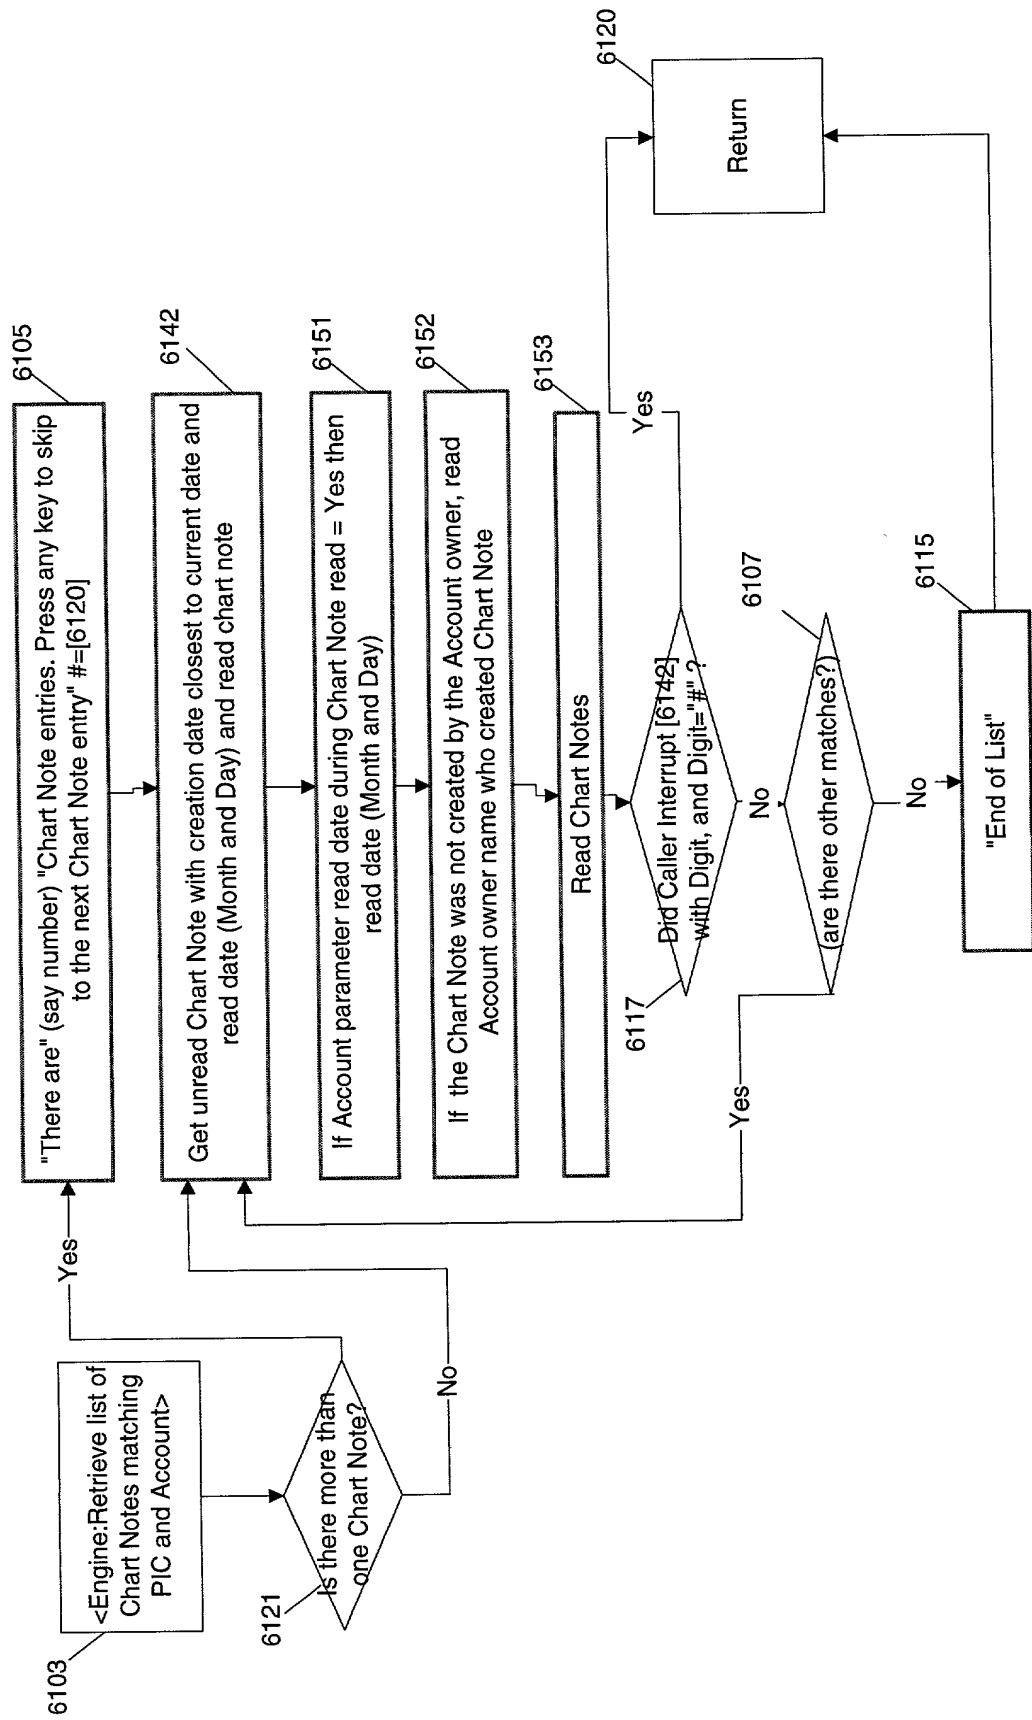 6103
<Engine:Retrieve list of
Chart Notes matching
PIC and Account>
6121
Is there more than
one Chart Note?
Yes
No
6105
"There are" (say number) "Chart Note entries. Press any key to skip
to the next Chart Note entry" #=[6120]
6142
Get unread Chart Note with creation date closest to current date and
read date (Month and Day) and read chart note
6151
If Account parameter read date during Chart Note read = Yes then
read date (Month and Day)
6152
If the Chart Note was not created by the Account owner, read
Account owner name who created Chart Note
6153
Read Chart Notes
6117
Did Caller Interrupt [6142]
with Digit, and Digit="#" ?
Yes
No
6107
(are there other matches?)
Yes
No
6115
"End of List"
6120
Return